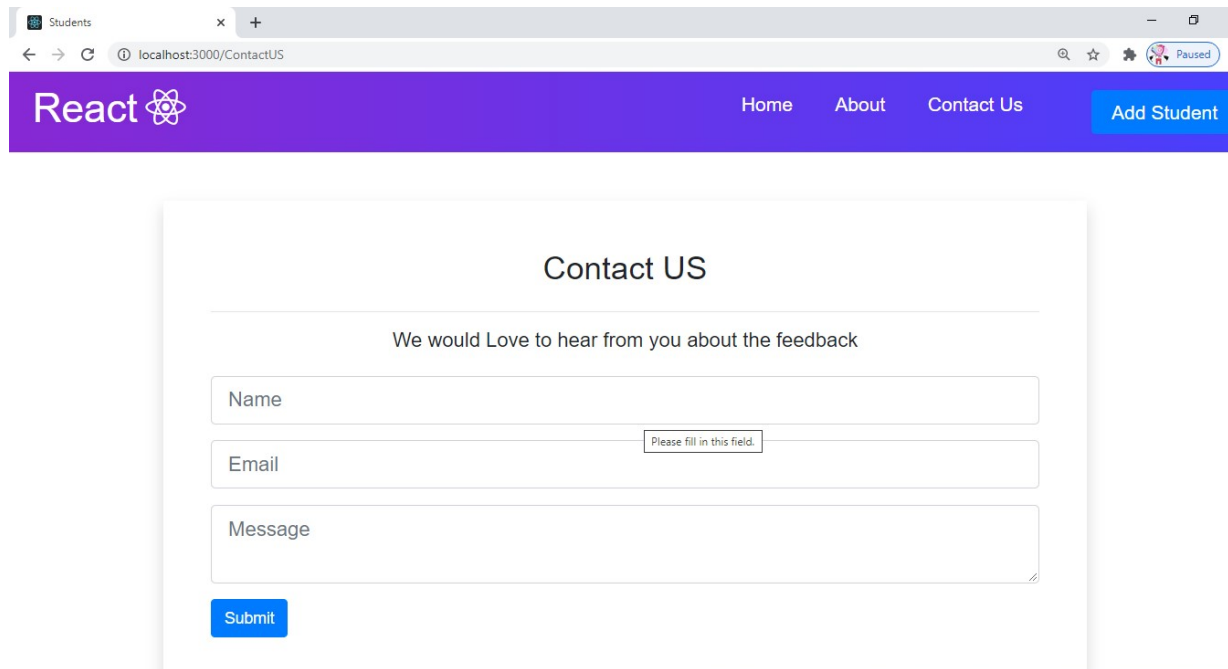 Students
localhost:3000/ContactUS
Paused
React
Home
About
Contact Us
Add Student
Contact US
We would Love to hear from you about the feedback
Name
Please fill in this field.
Email
Message
Submit